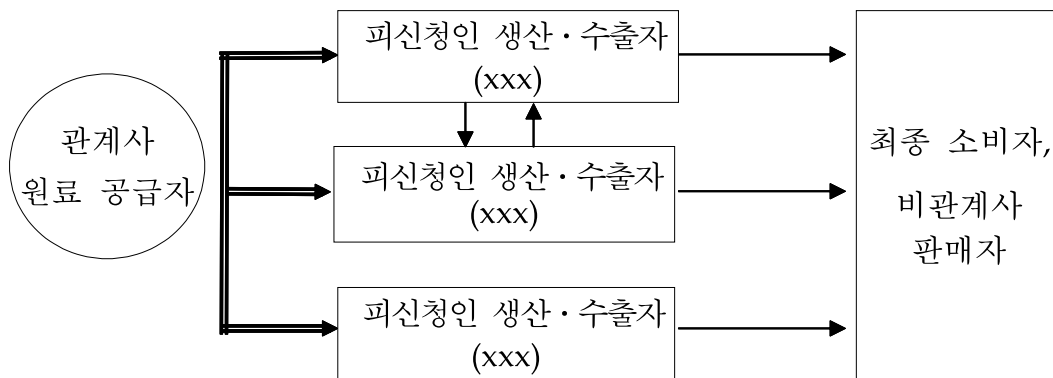 관계사
원료 공급자
피신청인 생산·수출자
(xxx)
피신청인 생산·수출자
(xxx)
피신청인 생산·수출자
(xxx)
최종 소비자,
비관계사
판매자